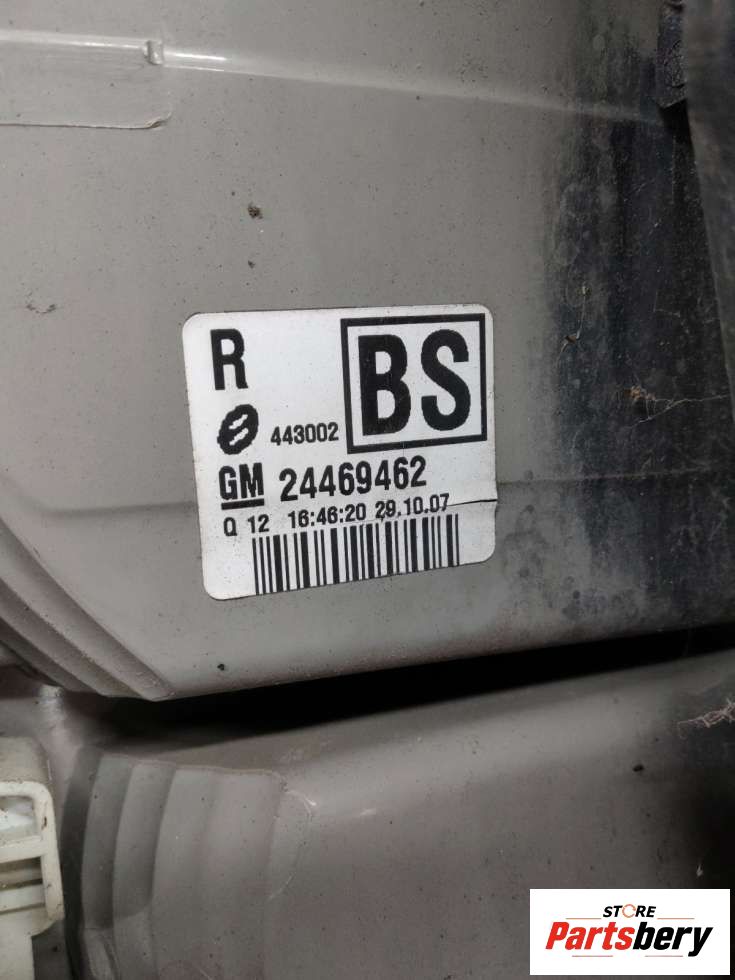 R
BS
443002
GM 24469462
Q 12 16:46:20 29.10.07
STORE
Partsbery